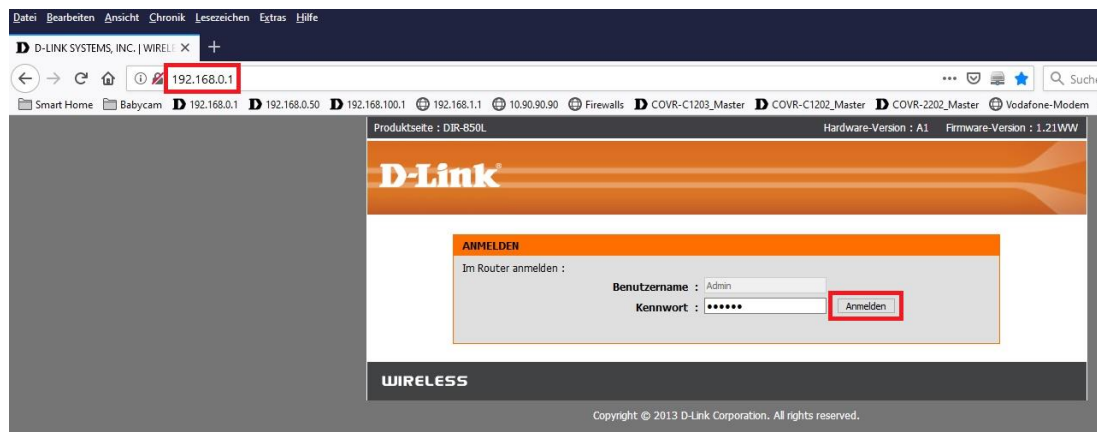 Datei Bearbeiten Ansicht Chronik Lesezeichen Extras Hilfe
D-LINK SYSTEMS, INC. | WIRELE
192.168.0.1
Such
Smart Home Babycam 192.168.0.1 192.168.0.50 192.168.100.1 192.168.1.1 10.90.90.90 Firewalls COVR-C1203_Master COVR-C1202_Master COVR-2202_Master Vodafone-Modem
Produktseite : DIR-850L Hardware-Version : A1 Firmware-Version : 1.21WW
D-Link
ANMELDEN
Im Router anmelden :
Benutzername : Admin
Kennwort : •••••• Anmelden
WIRELESS
Copyright © 2013 D-Link Corporation. All rights reserved.